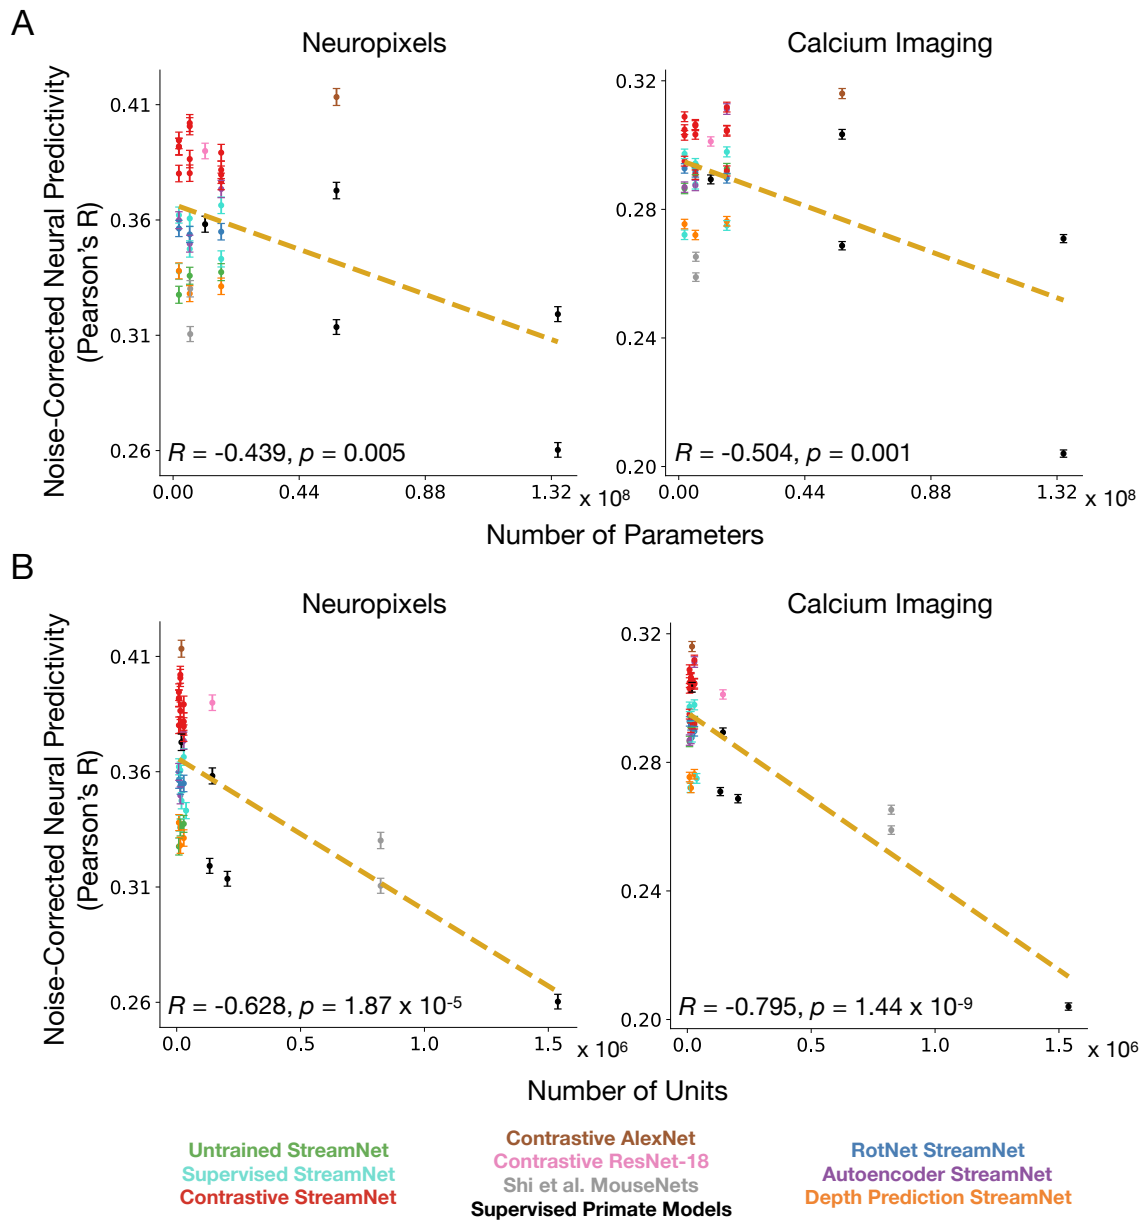 A
Neuropixels
Calcium Imaging
Noise-Corrected Neural Predictivity
(Pearson's R)
0.41
0.36
0.31
0.26
R = -0.439, p = 0.005
0.00
0.44
0.88
1.32
x 10⁸
0.32
0.28
0.24
0.20
R = -0.504, p = 0.001
0.00
0.44
0.88
1.32
x 10⁸
Number of Parameters
B
Neuropixels
Calcium Imaging
Noise-Corrected Neural Predictivity
(Pearson's R)
0.41
0.36
0.31
0.26
R = -0.628, p = 1.87 x 10⁻⁵
0.0
0.5
1.0
1.5
x 10⁶
0.32
0.28
0.24
0.20
R = -0.795, p = 1.44 x 10⁻⁹
0.0
0.5
1.0
1.5
x 10⁶
Number of Units
Untrained StreamNet
Supervised StreamNet
Contrastive StreamNet
Contrastive AlexNet
Contrastive ResNet-18
Shi et al. MouseNets
Supervised Primate Models
RotNet StreamNet
Autoencoder StreamNet
Depth Prediction StreamNet